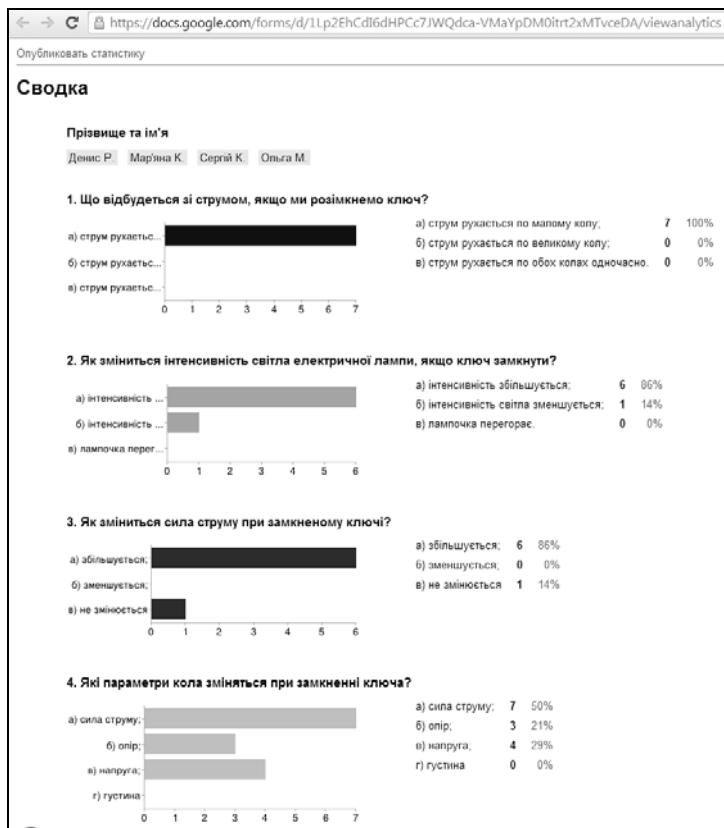 https://docs.google.com/forms/d/1Lp2EhCdI6dHPCc7JWQdca-VMaYpDM0itrt2xMTvceDA/viewanalytics
Опубликовать статистику
Сводка
Прізвище та ім'я
Денис Р. Мар'яна К. Сергій К. Ольга М.
1. Що відбудеться зі струмом, якщо ми розімкнемо ключ?
а) струм рухаєтьс...
б) струм рухаєтьс...
в) струм рухаєтьс...
0 1 2 3 4 5 6 7
а) струм рухається по малому колу; 7 100%
б) струм рухається по великому колу; 0 0%
в) струм рухається по обох колах одночасно. 0 0%
2. Як зміниться інтенсивність світла електричної лампи, якщо ключ замкнути?
а) інтенсивність ...
б) інтенсивність ...
в) лампочка перег...
0 1 2 3 4 5 6
а) інтенсивність збільшується; 6 86%
б) інтенсивність світла зменшується; 1 14%
в) лампочка перегорає. 0 0%
3. Як зміниться сила струму при замкненому ключі?
а) збільшується;
б) зменшується;
в) не змінюється
0 1 2 3 4 5 6
а) збільшується; 6 86%
б) зменшується; 0 0%
в) не змінюється 1 14%
4. Які параметри кола зміняться при замкненні ключа?
а) сила струму;
б) опір;
в) напруга;
г) густина
0 1 2 3 4 5 6 7
а) сила струму; 7 50%
б) опір; 3 21%
в) напруга; 4 29%
г) густина 0 0%